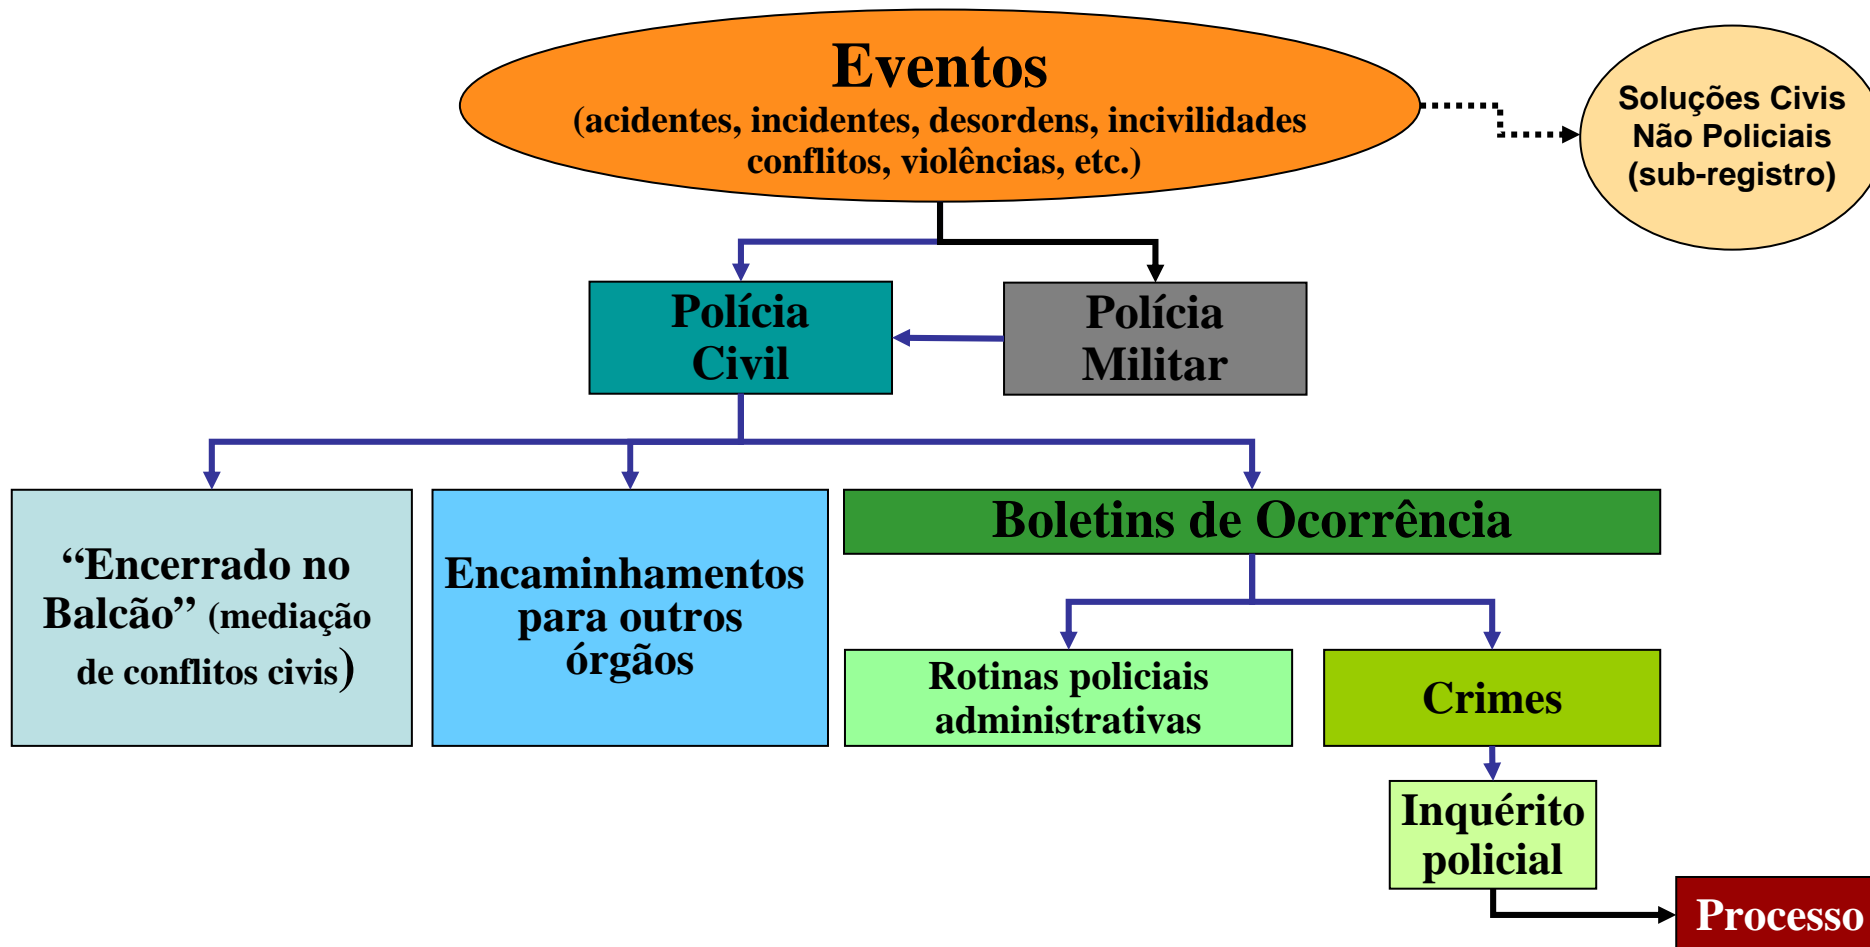 Eventos
(acidentes, incidentes, desordens, incivilidades
conflitos, violências, etc.)
Soluções Civis
Não Policiais
(sub-registro)
Polícia
Civil
Polícia
Militar
“Encerrado no
Balcão” (mediação
de conflitos civis)
Encaminhamentos
para outros
órgãos
Boletins de Ocorrência
Rotinas policiais
administrativas
Crimes
Inquérito
policial
Processo